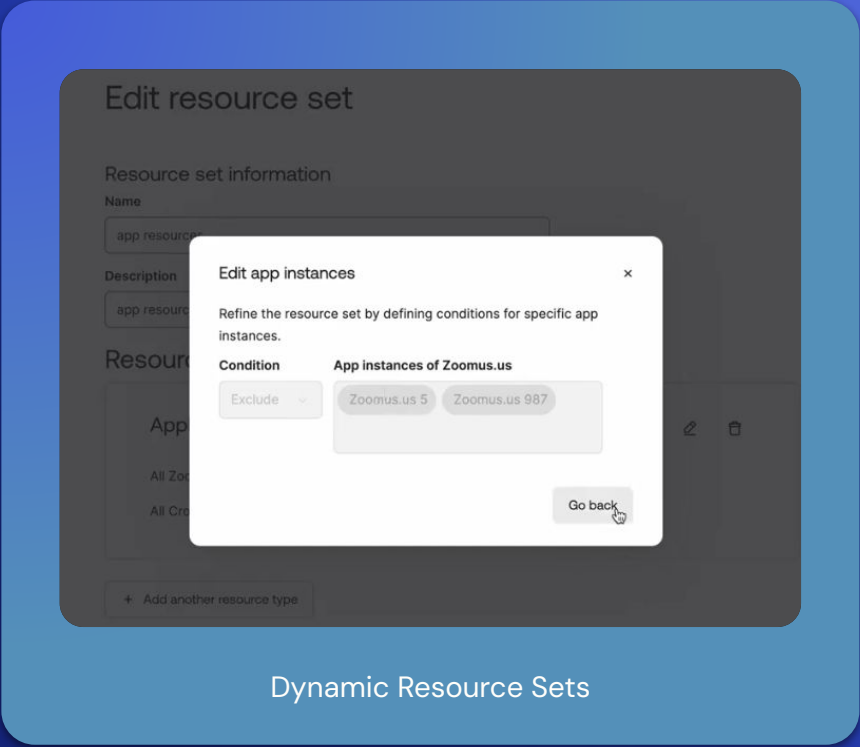 Edit resource set
Resource set information
Name
app resources
Edit app instances
Description
Refine the resource set by defining conditions for specific app
instances.
app resourc
Condition
App instances of Zoomus.us
Resour
Exclude
Zoomus.us 5
Zoomus.us 987
App
All Zoo
All Cro
Go back
+ Add another resource type
Dynamic Resource Sets